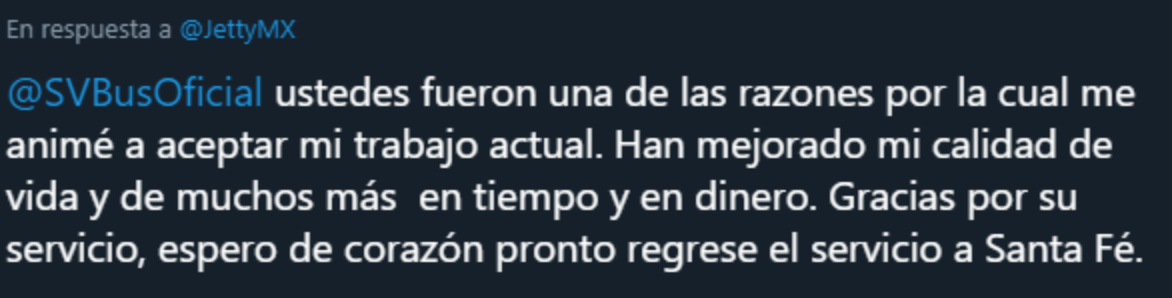 En respuesta a @JettyMX
@SVBusOficial ustedes fueron una de las razones por la cual me
animé a aceptar mi trabajo actual. Han mejorado mi calidad de
vida y de muchos más  en tiempo y en dinero. Gracias por su
servicio, espero de corazón pronto regrese el servicio a Santa Fé.